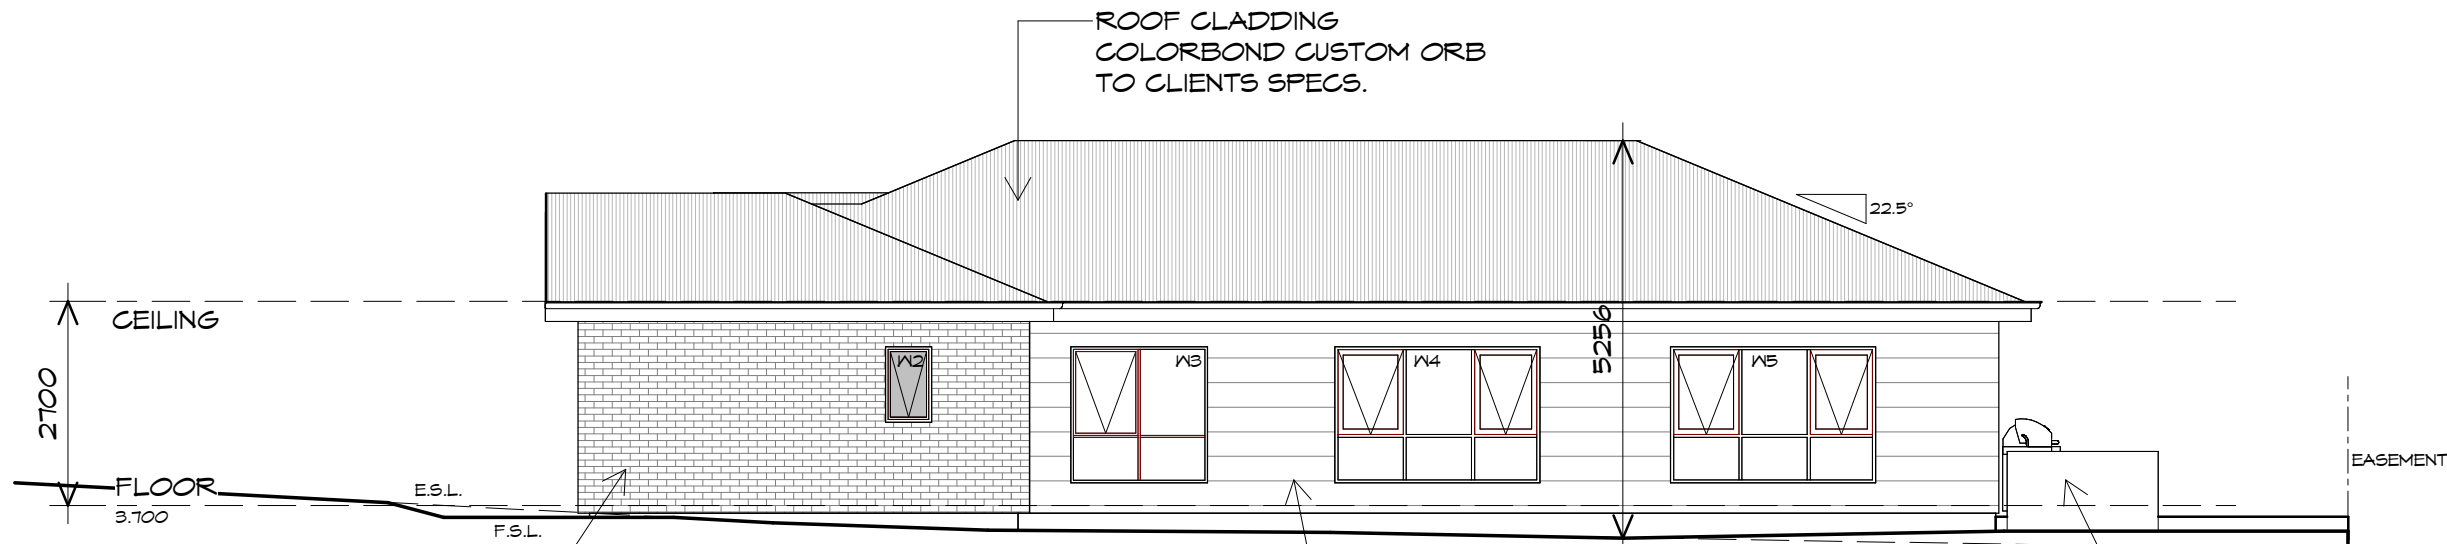 ROOF CLADDING
COLORBOND CUSTOM ORB
TO CLIENTS SPECS.
22.5°
CEILING
5256
W2
W3
W4
W5
2700
EASEMENT
FLOOR
E.S.L.
3.700
F.S.L.